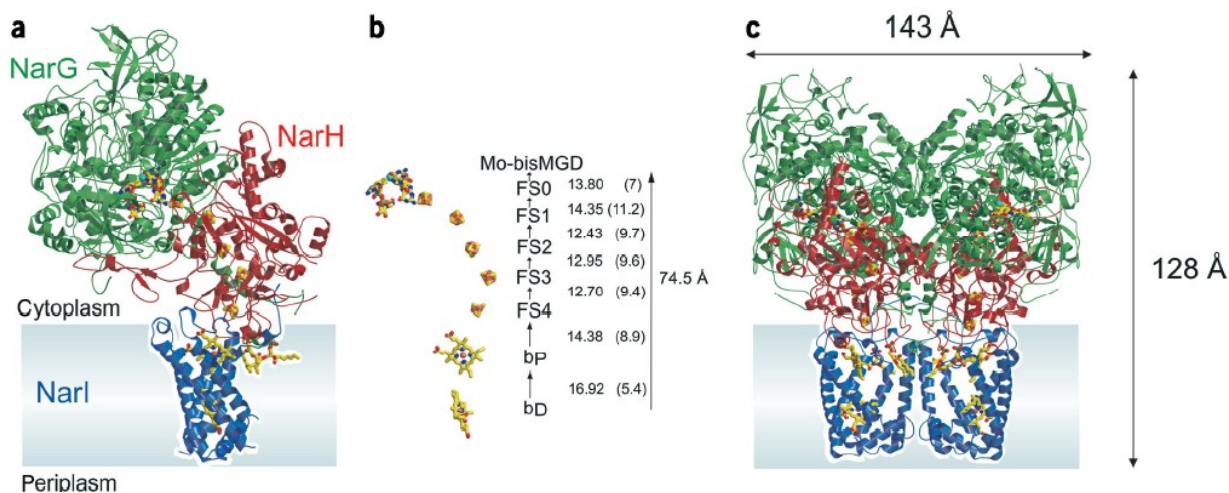 a
NarG
NarH
Cytoplasm
NarI
Periplasm
b
Mo-bisMGD
FS0 13.80 (7)
FS1 14.35 (11.2)
12.43 (9.7)
FS2
12.95 (9.6)
FS3
12.70 (9.4)
FS4
14.38 (8.9)
bP
16.92 (5.4)
bD
74.5 Å
c
143 Å
128 Å